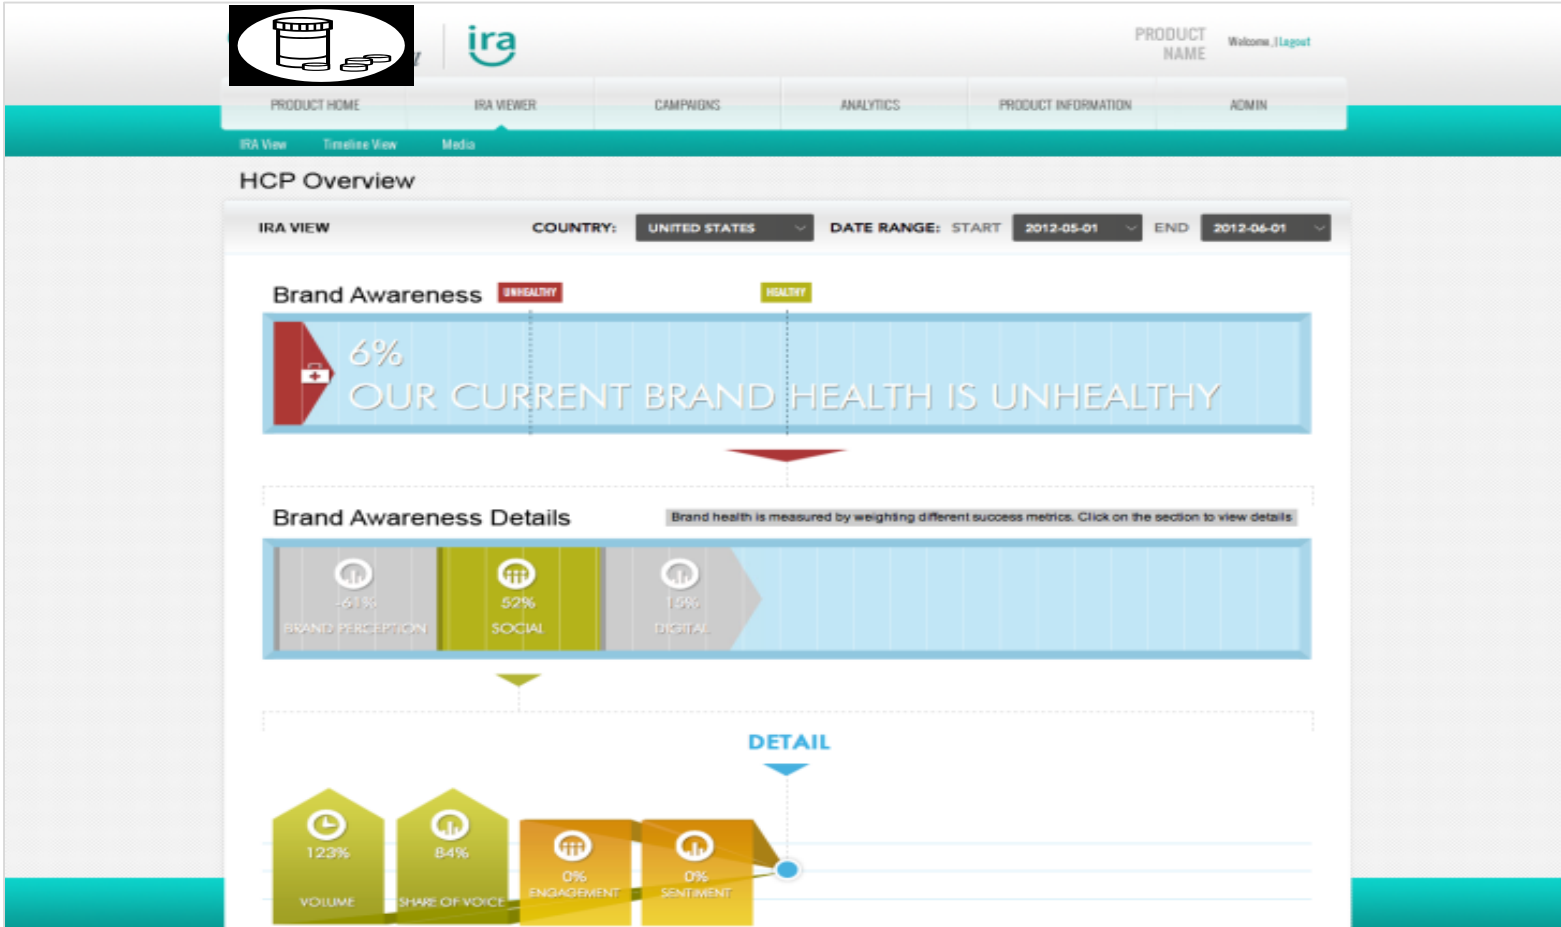 ira
PRODUCT NAME
Welcome, | Logout
PRODUCT HOME IRA VIEWER CAMPAIGNS ANALYTICS PRODUCT INFORMATION ADMIN
IRA View Timeline View Media
HCP Overview
IRA VIEW COUNTRY: UNITED STATES DATE RANGE: START 2012-05-01 END 2012-06-01
Brand Awareness UNHEALTHY HEALTHY
6%
OUR CURRENT BRAND HEALTH IS UNHEALTHY
Brand Awareness Details Brand health is measured by weighting different success metrics. Click on the section to view details
-61% 52% 15%
BRAND PERCEPTION SOCIAL DIGITAL
DETAIL
123% 84% 0% 0%
VOLUME SHARE OF VOICE ENGAGEMENT SENTIMENT